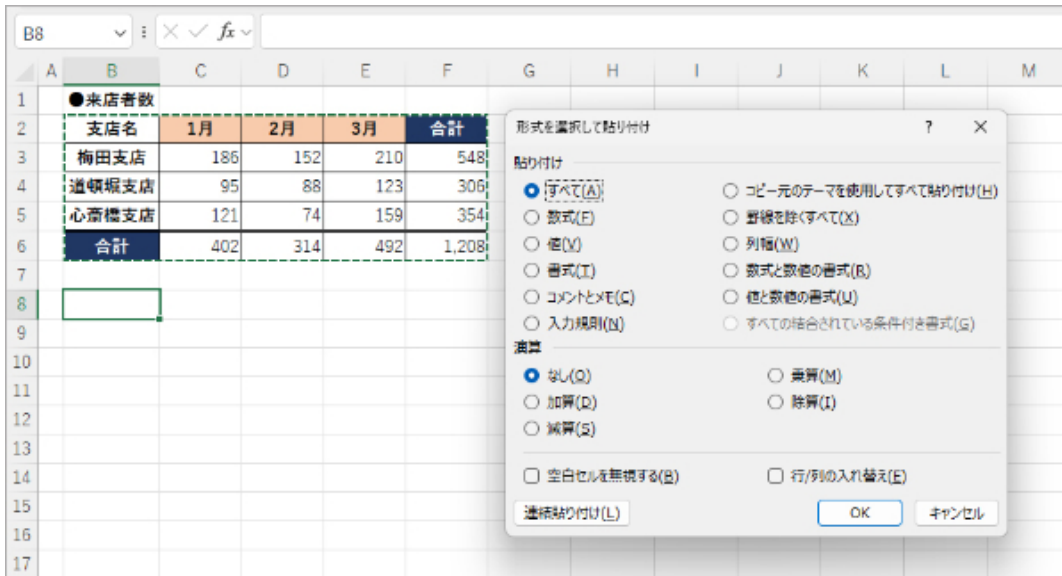 B8 fx
A B C D E F G H I J K L M
1 ●来店者数
2 支店名 1月 2月 3月 合計
3 梅田支店 186 152 210 548
4 道頓堀支店 95 88 123 306
5 心斎橋支店 121 74 159 354
6 合計 402 314 492 1,208
7
8
9
10
11
12
13
14
15
16
17
形式を選択して貼り付け ? ×
貼り付け
すべて(A) コピー元のテーマを使用してすべて貼り付け(H)
数式(F) 罫線を除くすべて(X)
値(V) 列幅(W)
書式(T) 数式と数値の書式(R)
コメントとメモ(C) 値と数値の書式(U)
入力規則(N) すべての結合されている条件付き書式(G)
演算
なし(O) 乗算(M)
加算(D) 除算(I)
減算(S)
空白セルを無視する(B) 行/列の入れ替え(E)
連結貼り付け(L) OK キャンセル